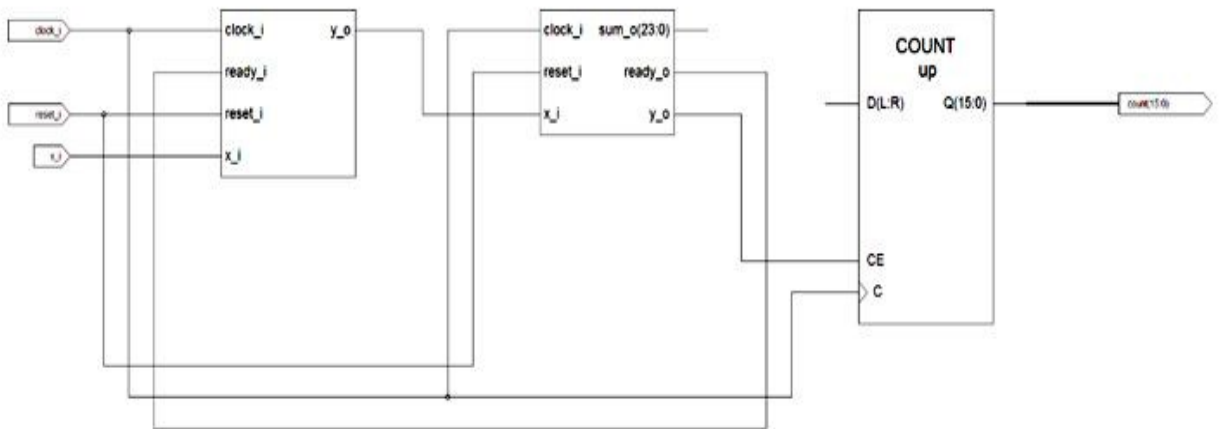 clock_i
reset_i
x_i
clock_i y_o
ready_i
reset_i
x_i
clock_i sum_o(23:0)
reset_i ready_o
x_i y_o
COUNT
up
D(L:R) Q(15:0)
CE
C
count(15:0)